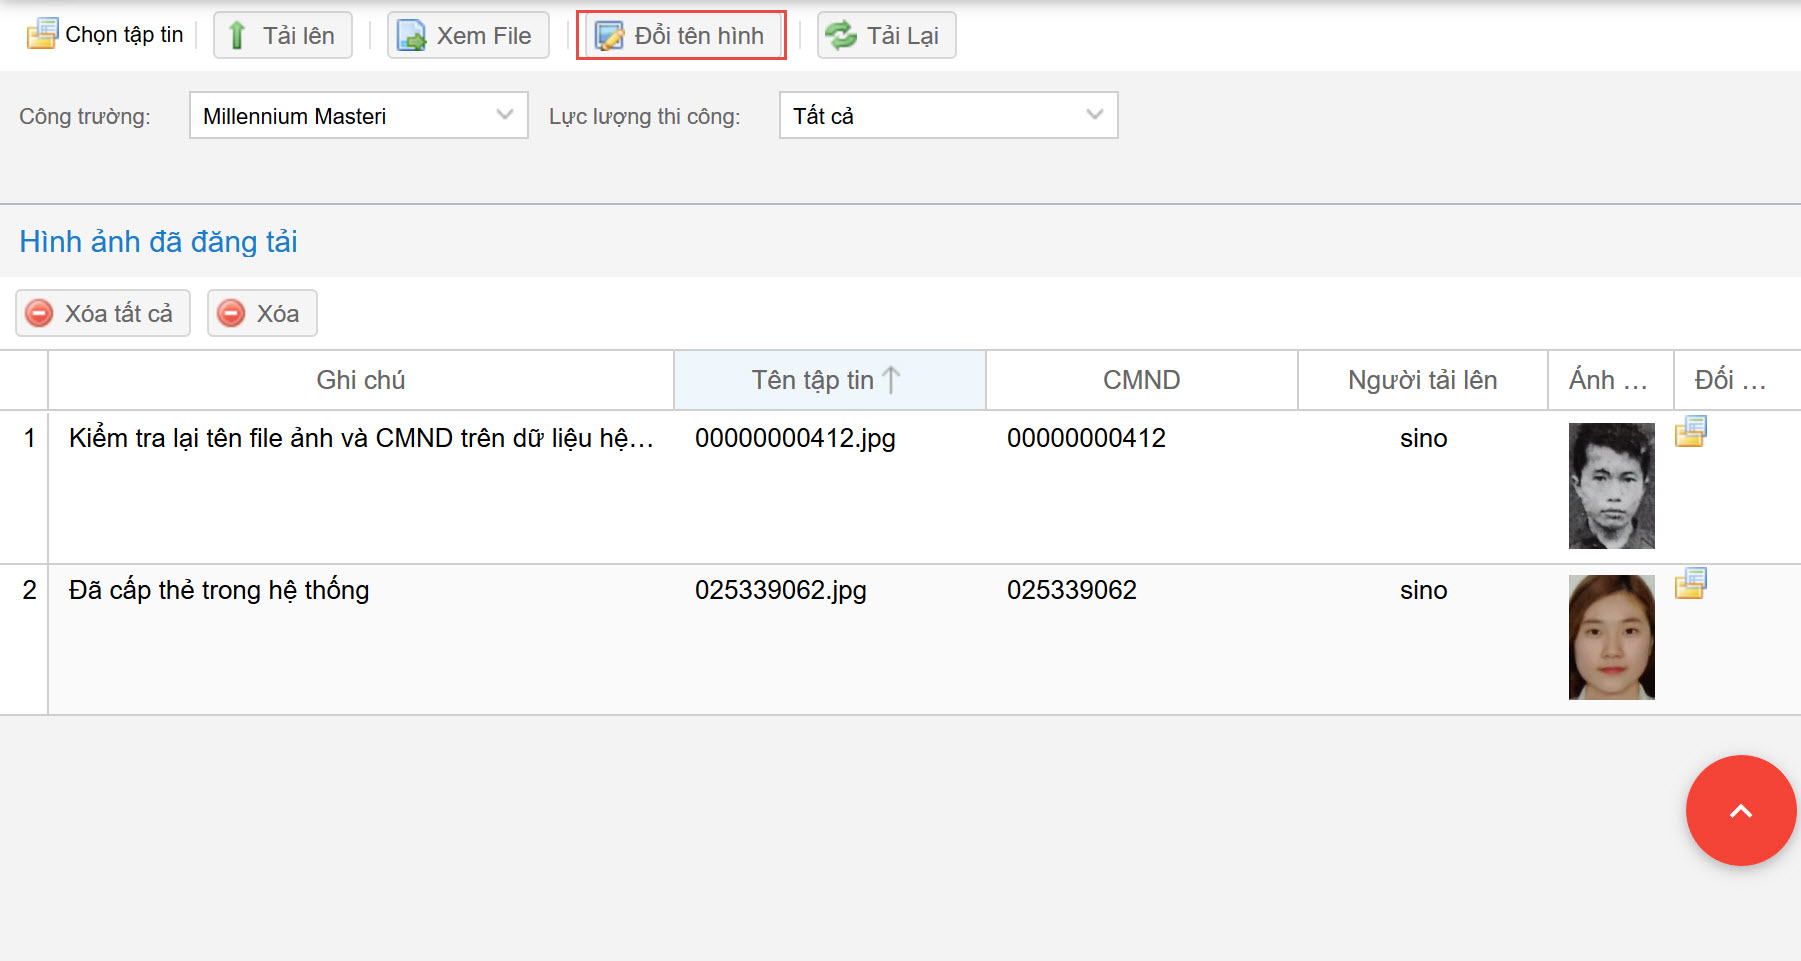 Chọn tập tin Tải lên Xem File Đổi tên hình Tải Lại
Công trường: Millennium Masteri Lực lượng thi công: Tất cả
Hình ảnh đã đăng tải
Xóa tất cả Xóa
Ghi chú Tên tập tin CMND Người tải lên Ảnh ... Đổi ...
1 Kiểm tra lại tên file ảnh và CMND trên dữ liệu hệ... 00000000412.jpg 00000000412 sino
2 Đã cấp thẻ trong hệ thống 025339062.jpg 025339062 sino